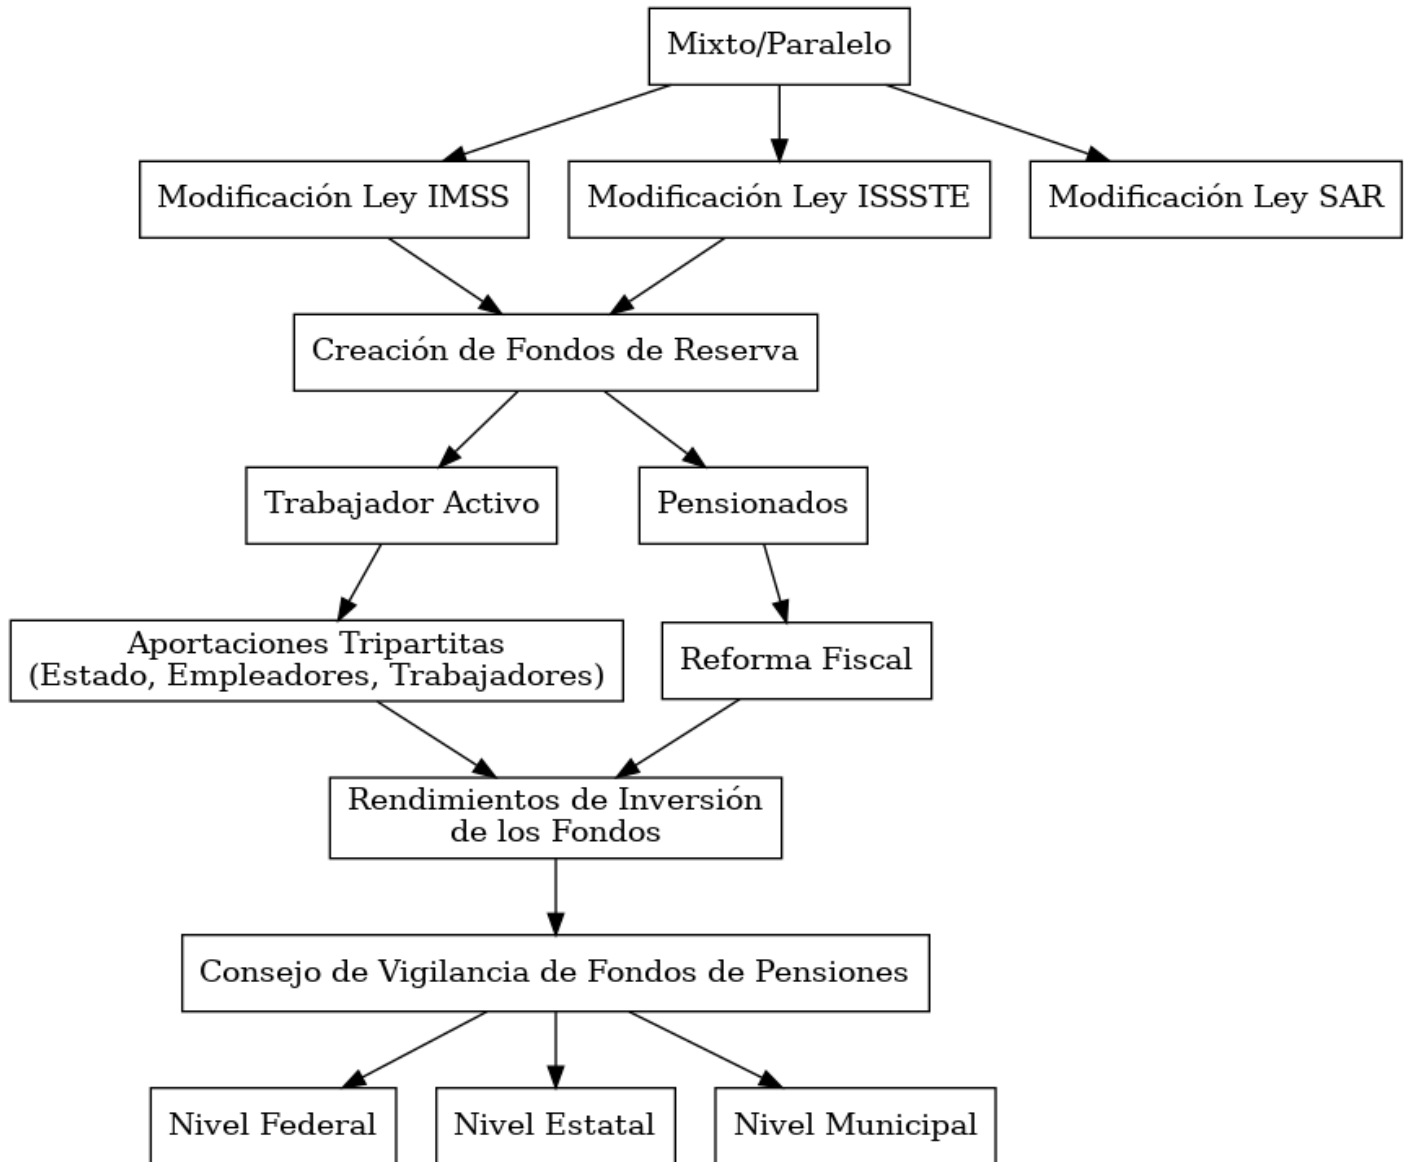 Mixto/Paralelo
Modificación Ley IMSS
Modificación Ley ISSSTE
Modificación Ley SAR
Creación de Fondos de Reserva
Trabajador Activo
Pensionados
Aportaciones Tripartitas
(Estado, Empleadores, Trabajadores)
Reforma Fiscal
Rendimientos de Inversión
de los Fondos
Consejo de Vigilancia de Fondos de Pensiones
Nivel Federal
Nivel Estatal
Nivel Municipal